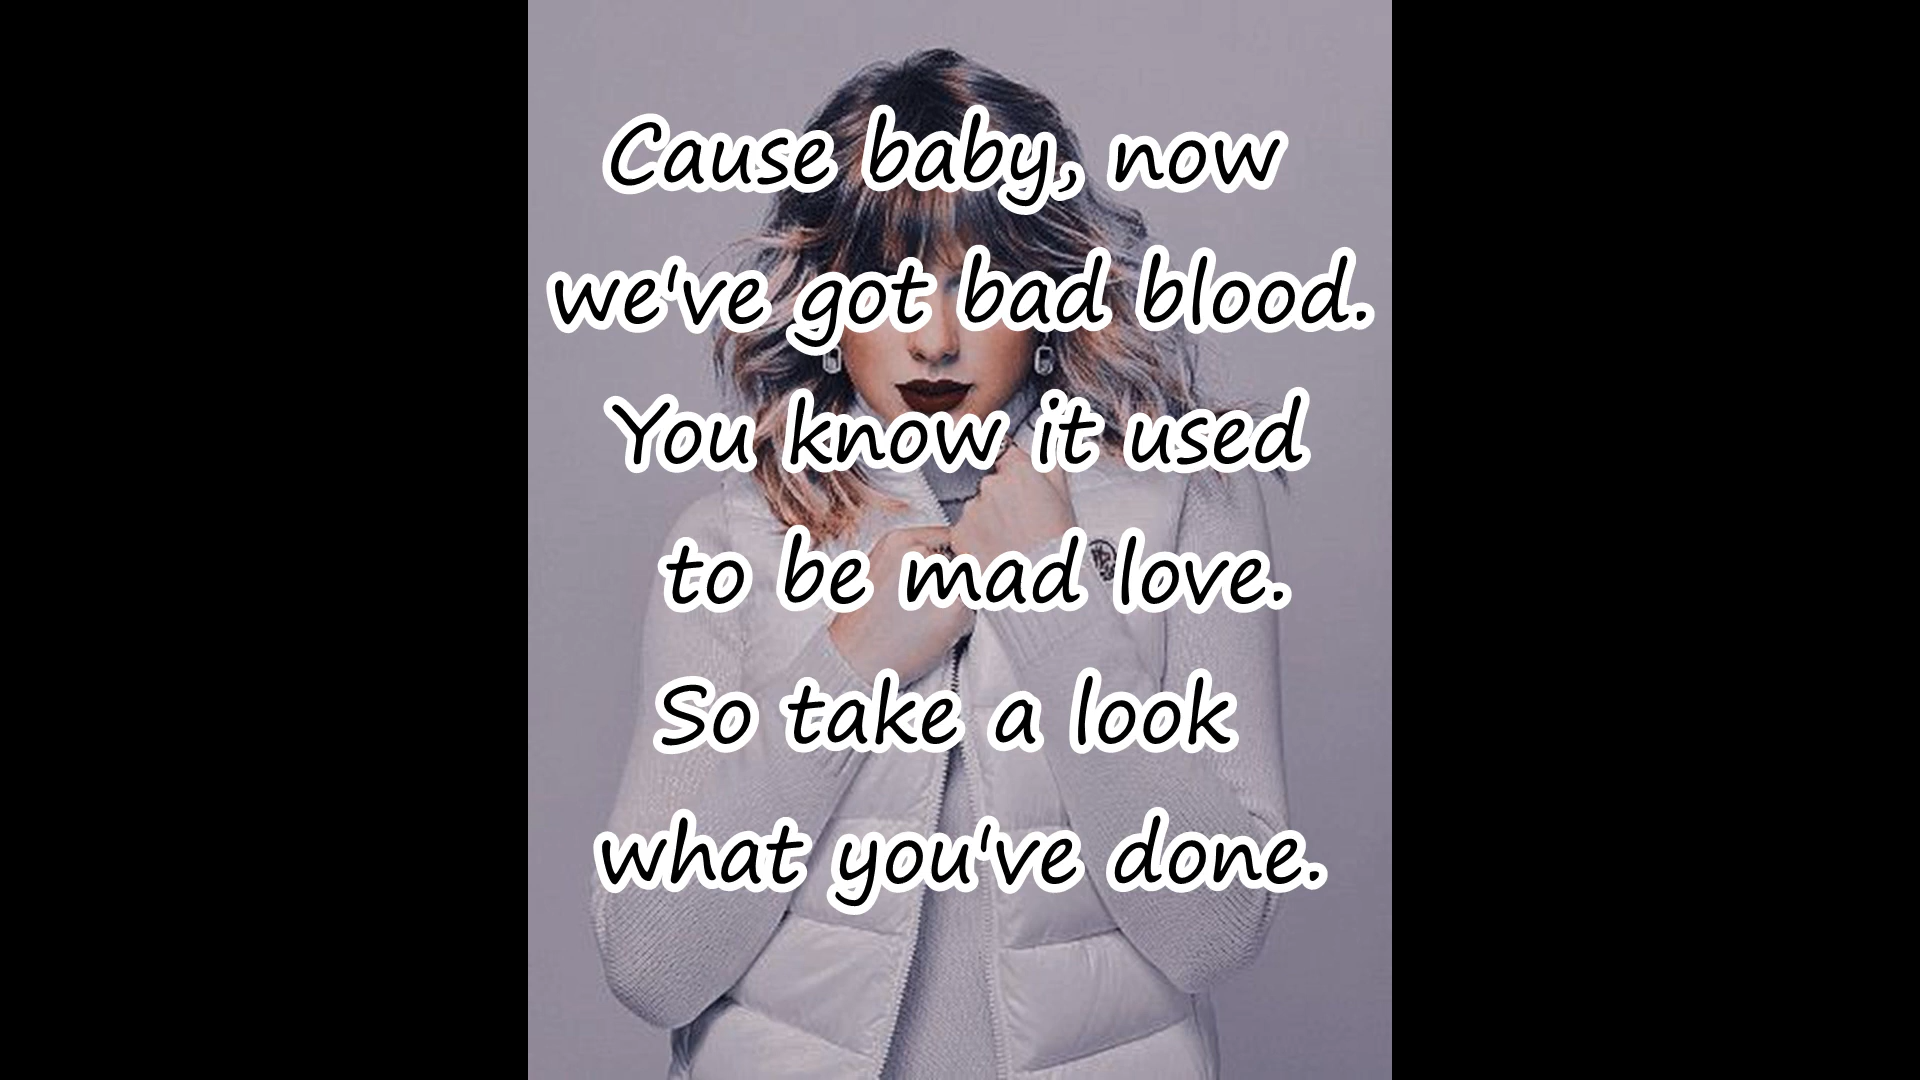 Cause baby, now
we've got bad blood.
You know it used
to be mad love.
So take a look
what you've done.